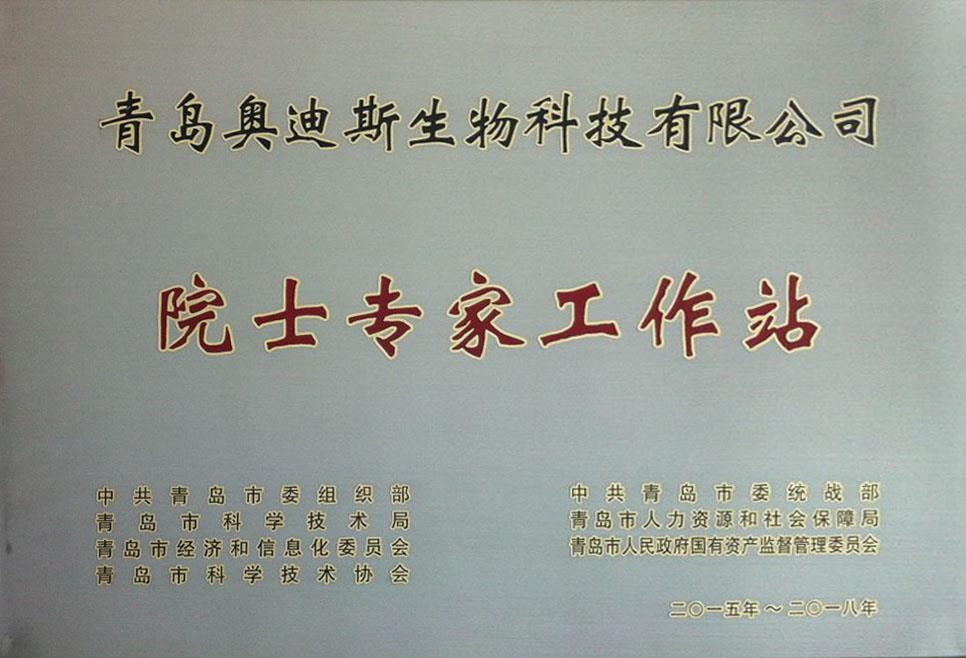 青岛奥迪斯生物科技有限公司
院士专家工作站
中共青岛市委组织部
青岛市科学技术局
青岛市经济和信息化委员会
青岛市科学技术协会
中共青岛市委统战部
青岛市人力资源和社会保障局
青岛市人民政府国有资产监督管理委员会
二〇一五年～二〇一八年